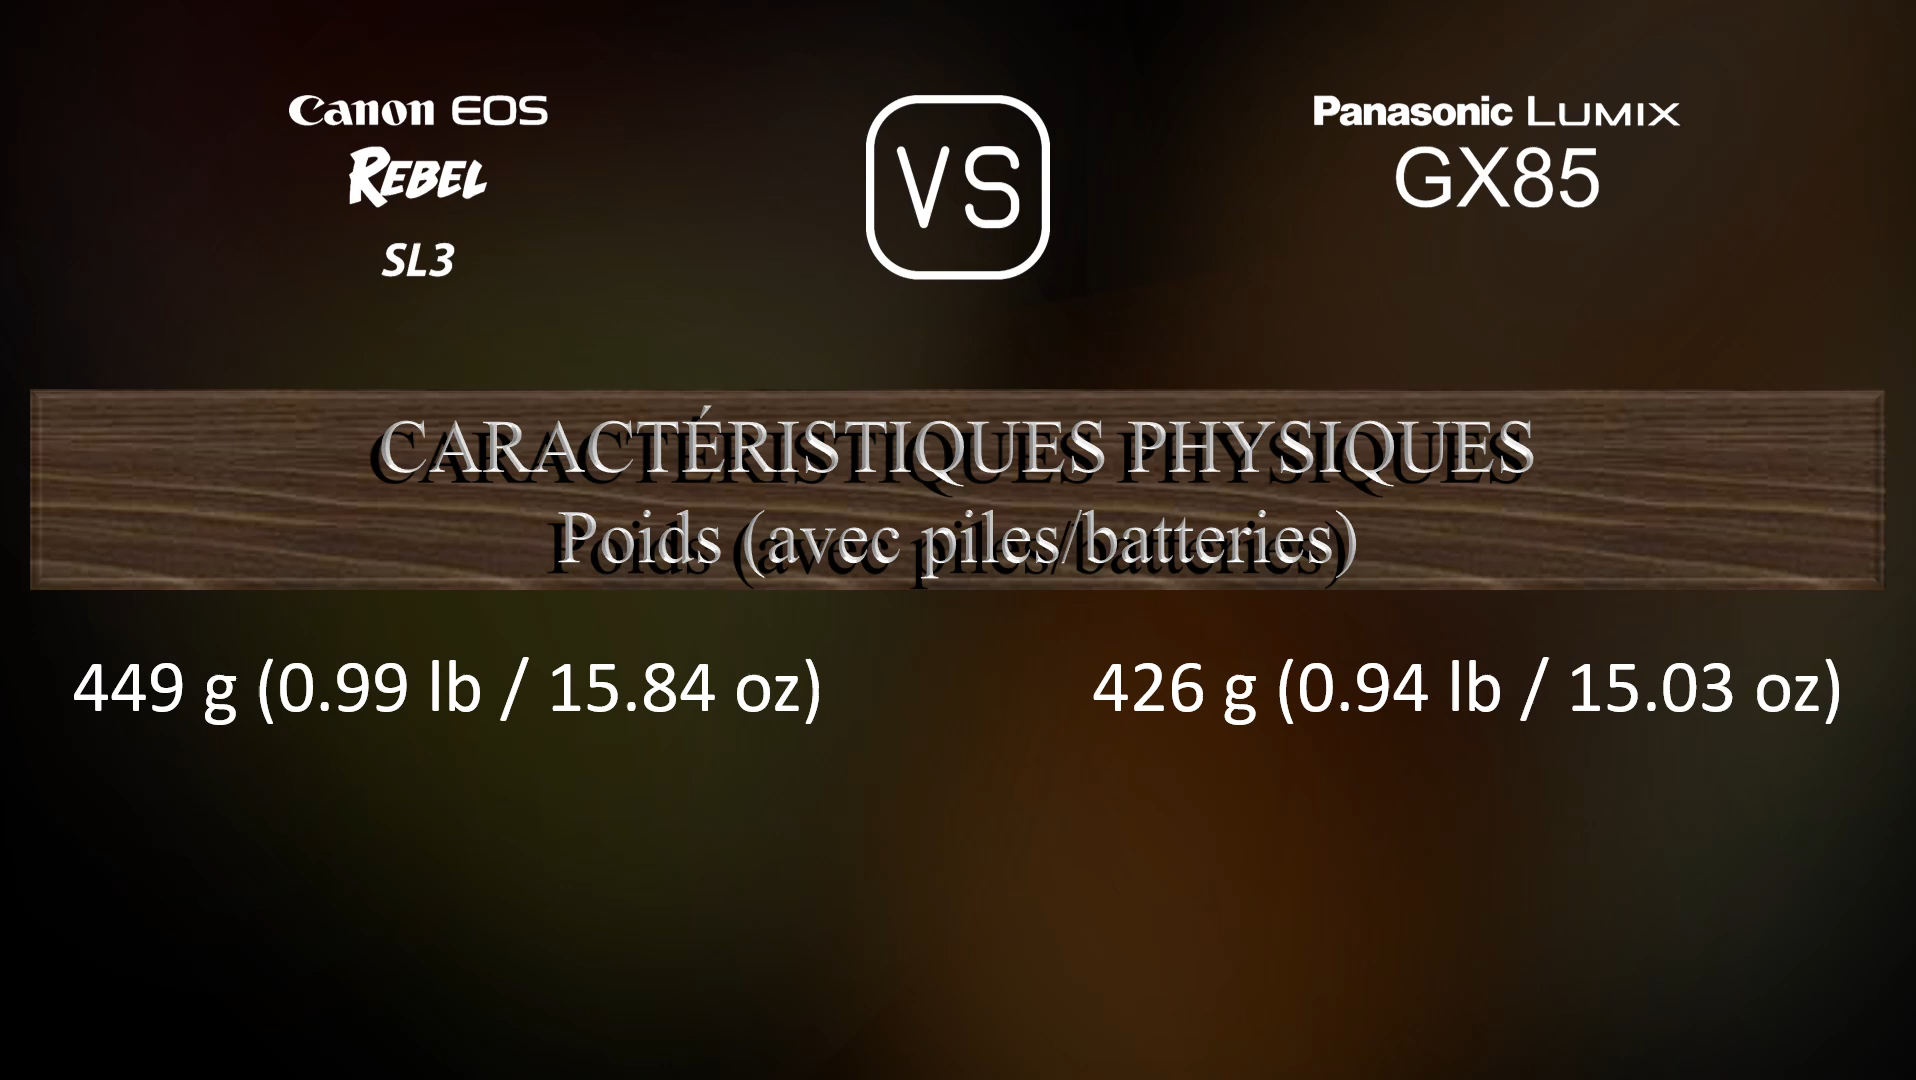 Canon EOS
REBEL
SL3
VS
Panasonic LUMIX
GX85
CARACTÉRISTIQUES PHYSIQUES
Poids (avec piles/batteries)
449 g (0.99 lb / 15.84 oz)
426 g (0.94 lb / 15.03 oz)